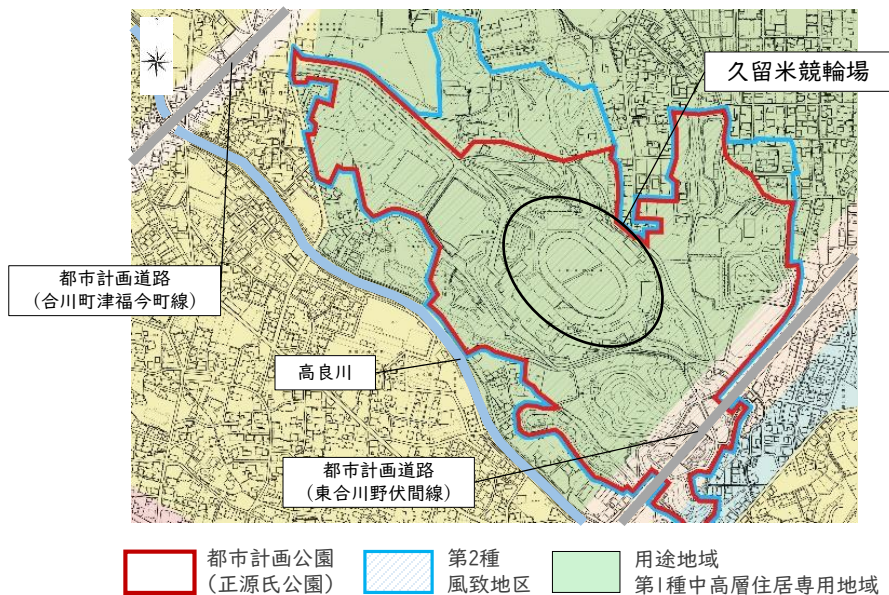 久留米競輪場
都市計画道路
(合川町津福今町線)
高良川
都市計画道路
(東合川野伏間線)
都市計画公園
(正源氏公園)
第2種
風致地区
用途地域
第1種中高層住居専用地域